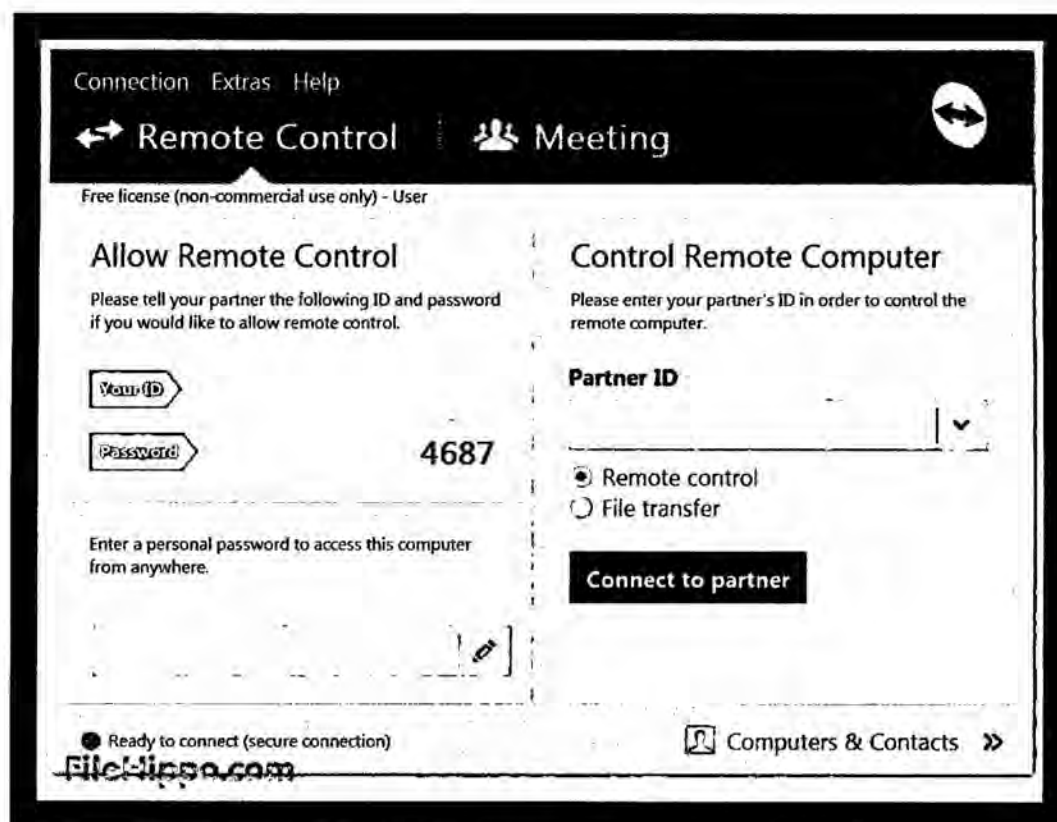 Connection Extras Help
Remote Control
Meeting
Free license (non-commercial use only) - User
Allow Remote Control
Please tell your partner the following ID and password
if you would like to allow remote control.
Your ID
Password
4687
Enter a personal password to access this computer
from anywhere.
Control Remote Computer
Please enter your partner's ID in order to control the
remote computer.
Partner ID
Remote control
File transfer
Connect to partner
Ready to connect (secure connection)
Computers & Contacts
FileHippo.com